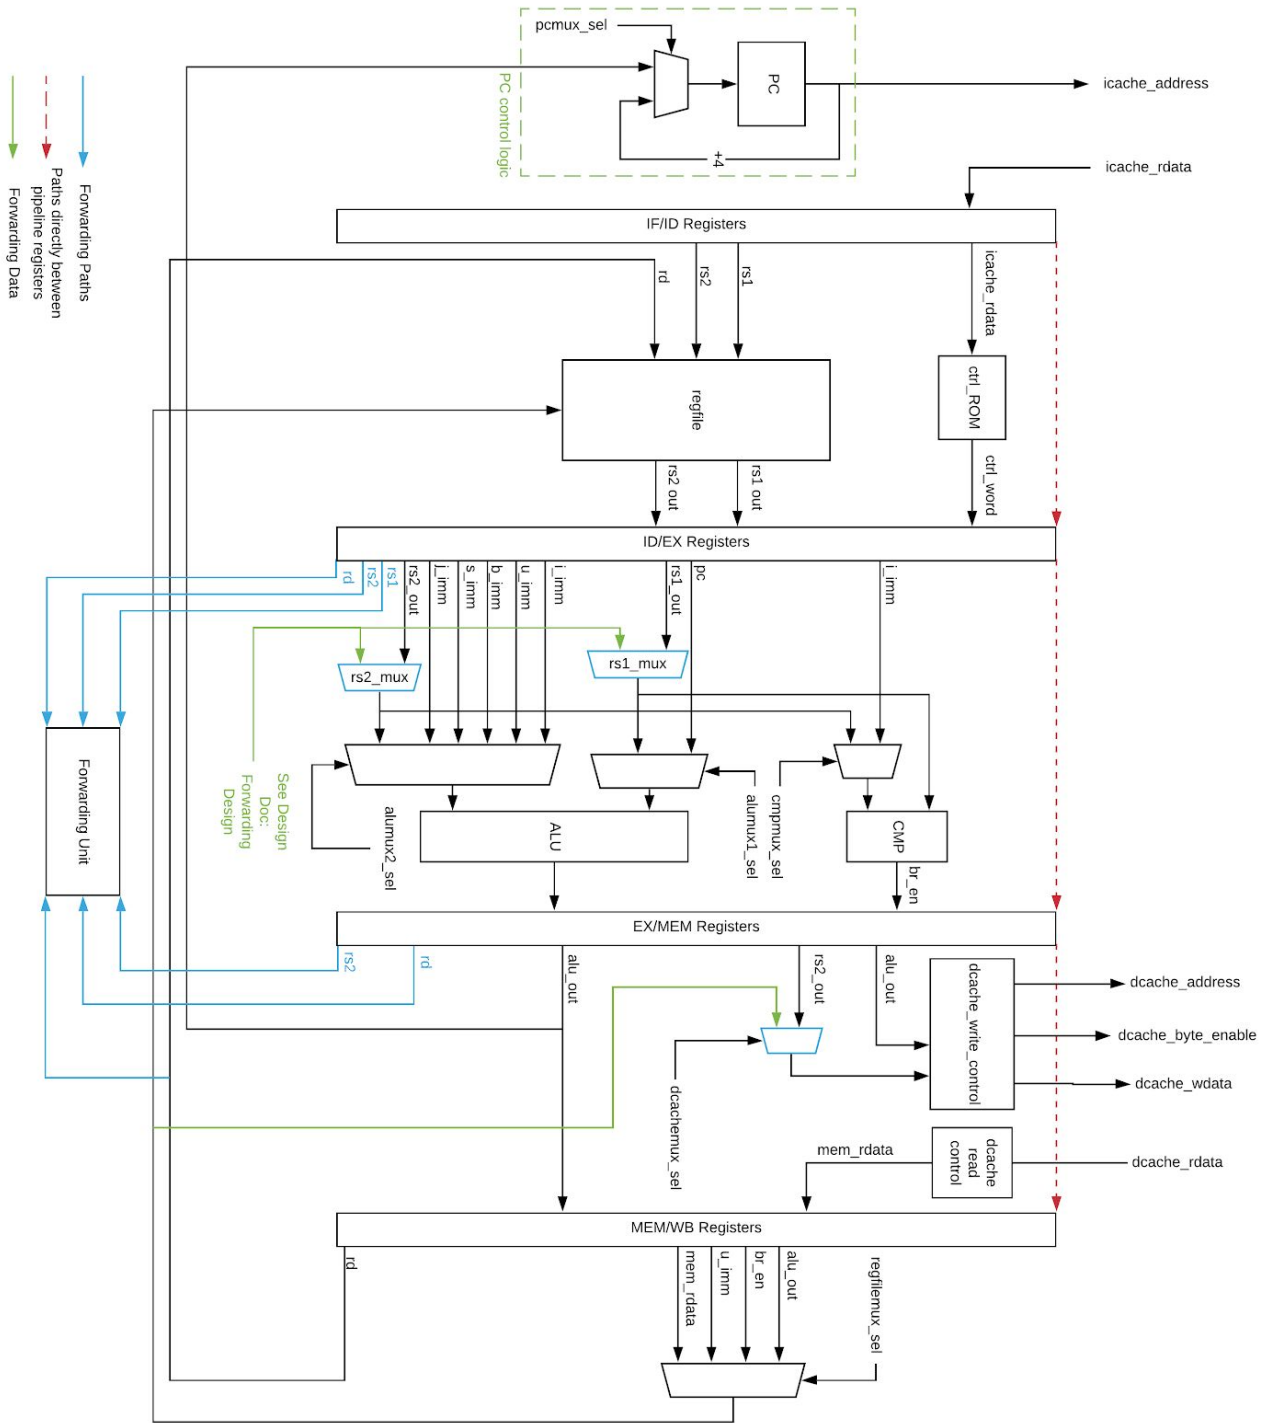 pcmux_sel
PC
+4
PC control logic
icache_address
icache_rdata
Forwarding Paths
Paths directly between
pipeline registers
Forwarding Data
IF/ID Registers
rd
rs2
rs1
icache_rdata
regfile
ctrl_ROM
rs2 out
rs1 out
ctrl_word
ID/EX Registers
rd
rs2
rs1
rs2_out
j_imm
s_imm
b_imm
u_imm
i_imm
rs1_out
pc
i_imm
rs2_mux
rs1_mux
Forwarding Unit
See Design
Doc:
Forwarding
Design
alumux2_sel
ALU
alumux1_sel
cmpmux_sel
CMP
br_en
EX/MEM Registers
rs2
rd
alu_out
rs2_out
alu_out
dcache_write_control
dcache_address
dcache_byte_enable
dcache_wdata
dcachemux_sel
mem_rdata
dcache
read
control
dcache_rdata
MEM/WB Registers
rd
mem_rdata
u_imm
br_en
alu_out
regfilemux_sel